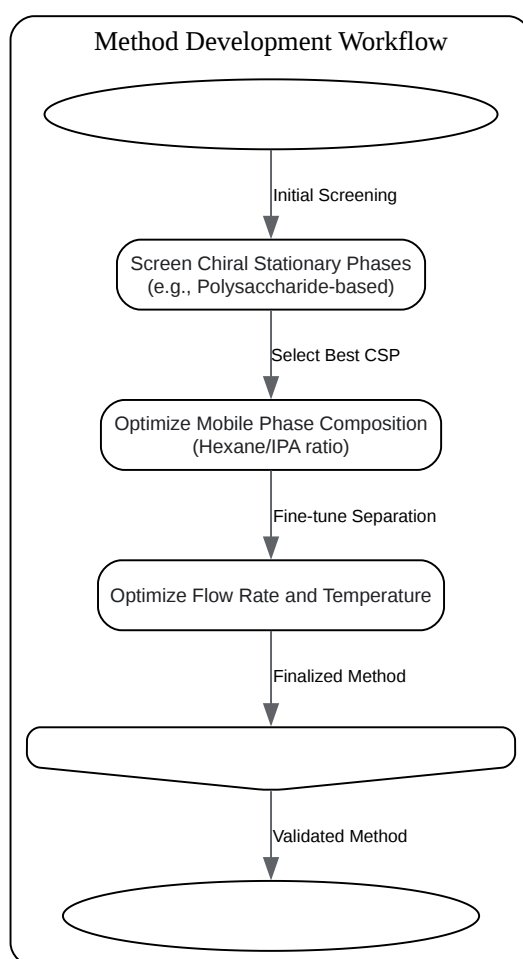 Method Development Workflow
Initial Screening
Screen Chiral Stationary Phases
(e.g., Polysaccharide-based)
Select Best CSP
Optimize Mobile Phase Composition
(Hexane/IPA ratio)
Fine-tune Separation
Optimize Flow Rate and Temperature
Finalized Method
Validated Method